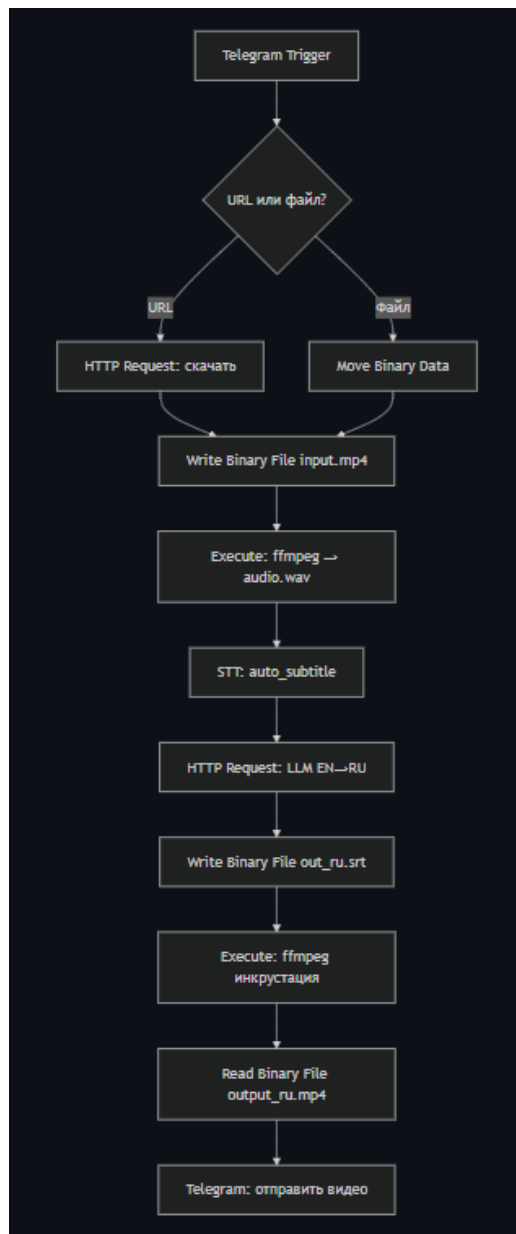 Telegram Trigger
URL или файл?
URL
Файл
HTTP Request: скачать
Move Binary Data
Write Binary File input.mp4
Execute: ffmpeg →
audio.wav
STT: auto_subtitle
HTTP Request: LLM EN→RU
Write Binary File out_ru.srt
Execute: ffmpeg
инкрустация
Read Binary File
output_ru.mp4
Telegram: отправить видео